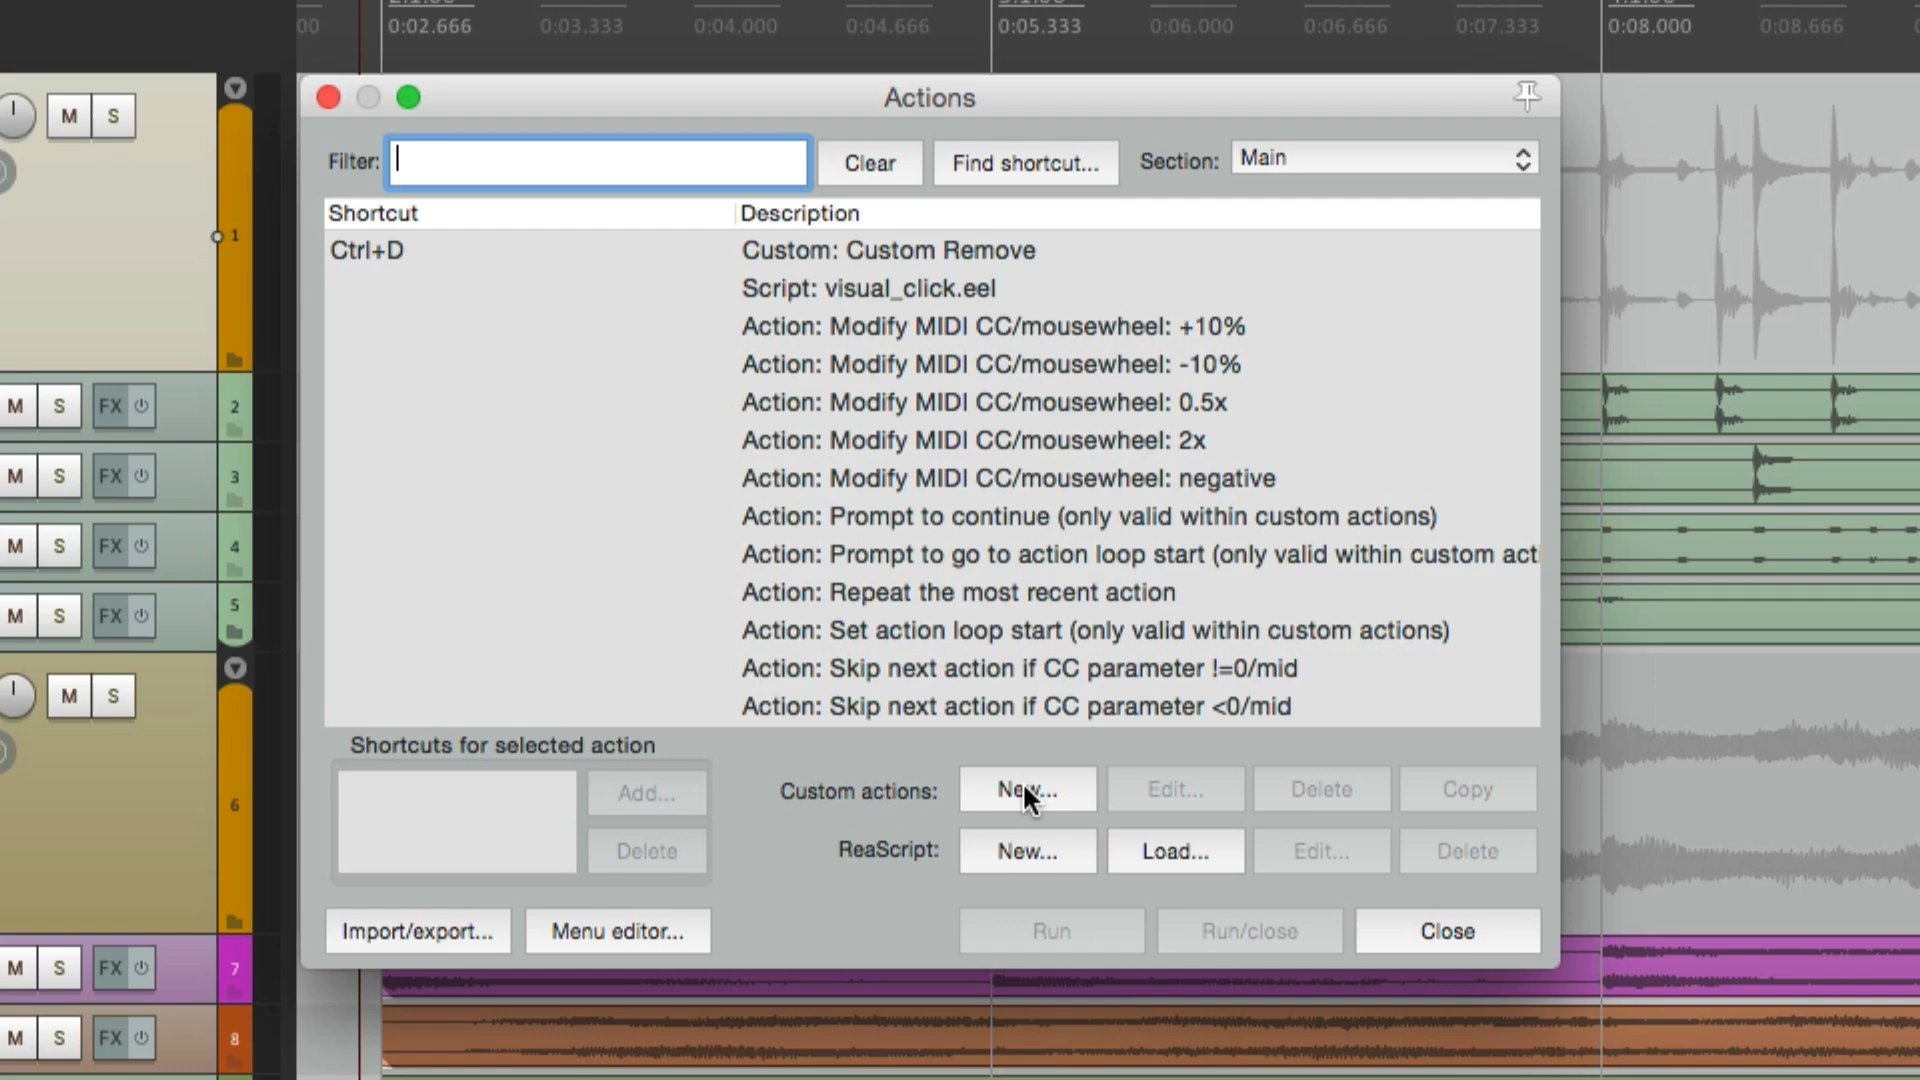 00 0:02.666 0:03.333 0:04.000 0:04.666 0:05.333 0:06.000 0:06.666 0:07.333 0:08.000 0:08.666
Actions
M S
Filter: Clear Find shortcut... Section: Main
Shortcut Description
Ctrl+D Custom: Custom Remove
1
Script: visual_click.eel
Action: Modify MIDI CC/mousewheel: +10%
Action: Modify MIDI CC/mousewheel: -10%
M S FX 2
Action: Modify MIDI CC/mousewheel: 0.5x
Action: Modify MIDI CC/mousewheel: 2x
M S FX 3
Action: Modify MIDI CC/mousewheel: negative
Action: Prompt to continue (only valid within custom actions)
M S FX 4
Action: Prompt to go to action loop start (only valid within custom acti
Action: Repeat the most recent action
M S FX 5
Action: Set action loop start (only valid within custom actions)
Action: Skip next action if CC parameter !=0/mid
M S
Action: Skip next action if CC parameter <0/mid
Shortcuts for selected action
Add... Custom actions: New... Edit... Delete Copy
6
Delete ReaScript: New... Load... Edit... Delete
Import/export... Menu editor... Run Run/close Close
M S FX 7
M S FX 8